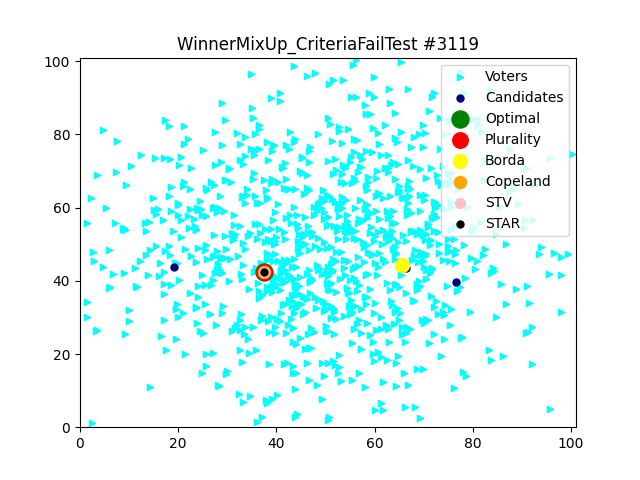 WinnerMixUp_CriteriaFailTest #3119
100
80
60
40
20
0
0 20 40 60 80 100
Voters
Candidates
Optimal
Plurality
Borda
Copeland
STV
STAR